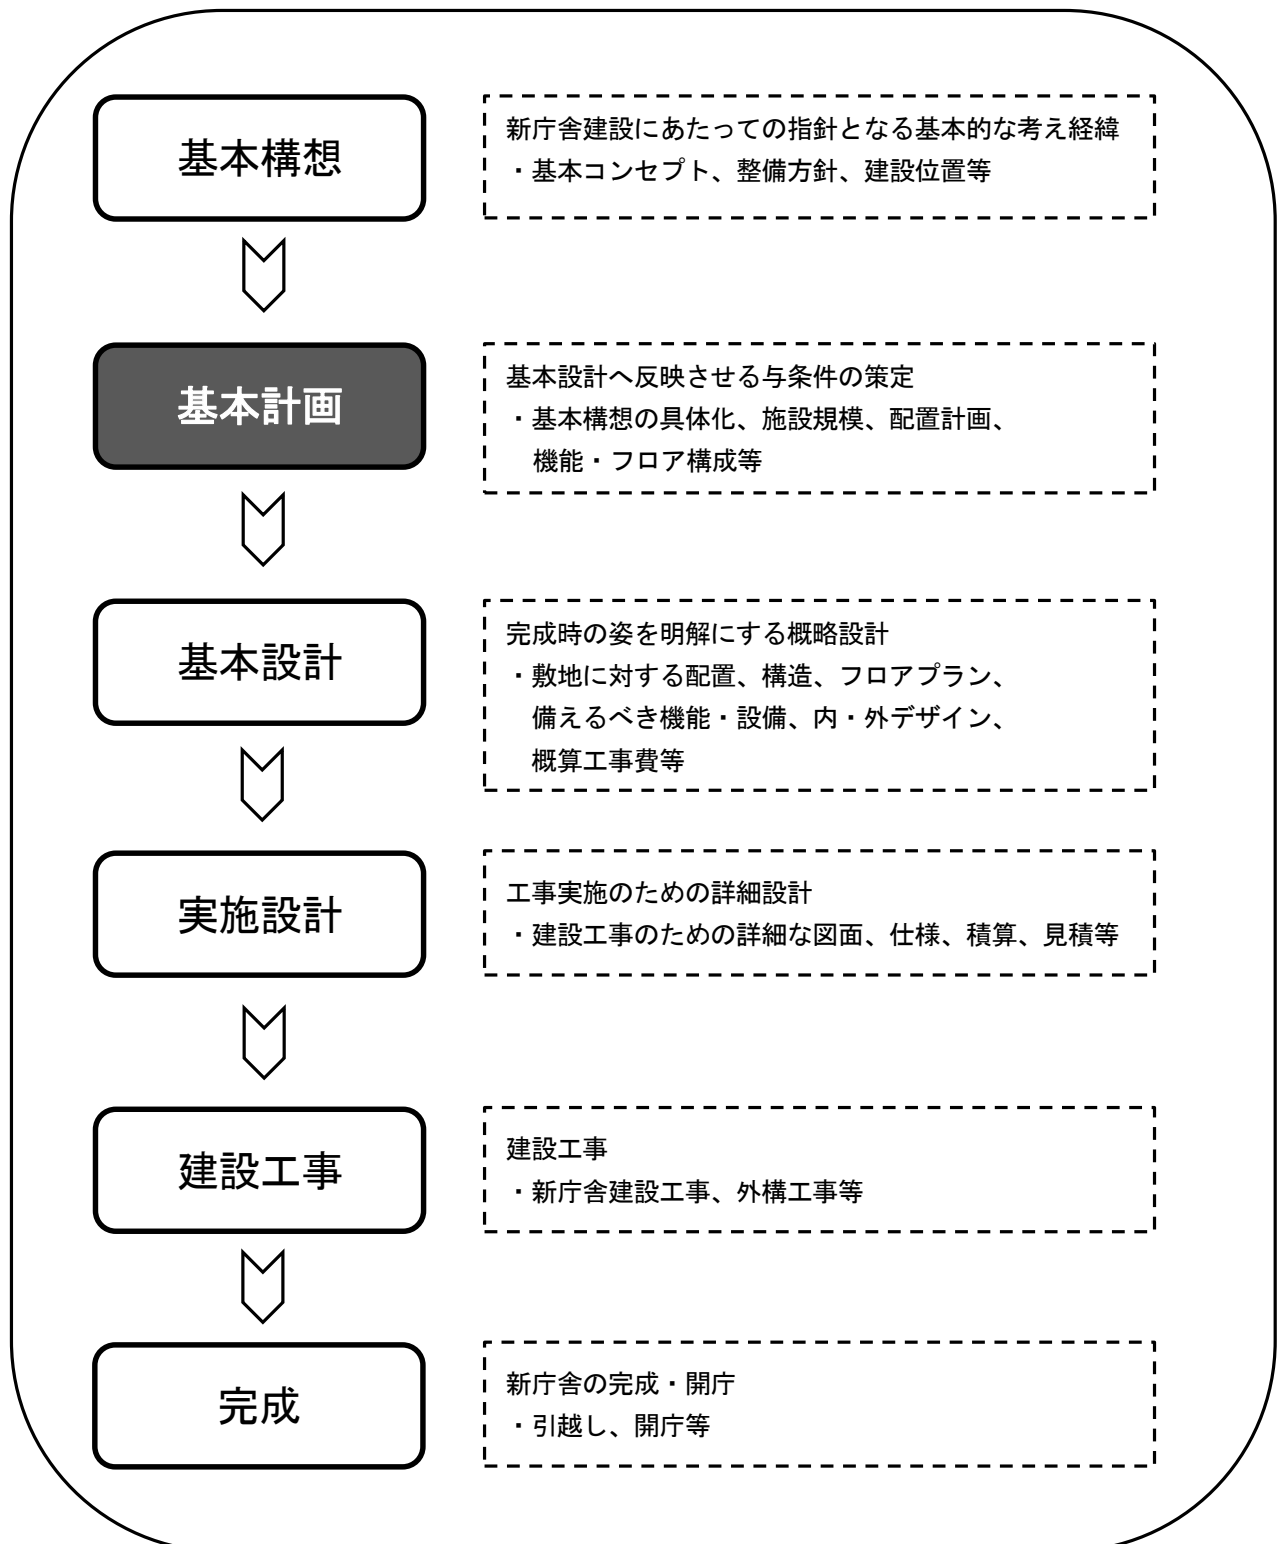 基本構想
新庁舎建設にあたっての指針となる基本的な考え経緯
・基本コンセプト、整備方針、建設位置等
基本計画
基本設計へ反映させる与条件の策定
・基本構想の具体化、施設規模、配置計画、
機能・フロア構成等
基本設計
完成時の姿を明解にする概略設計
・敷地に対する配置、構造、フロアプラン、
備えるべき機能・設備、内・外デザイン、
概算工事費等
実施設計
工事実施のための詳細設計
・建設工事のための詳細な図面、仕様、積算、見積等
建設工事
建設工事
・新庁舎建設工事、外構工事等
完成
新庁舎の完成・開庁
・引越し、開庁等